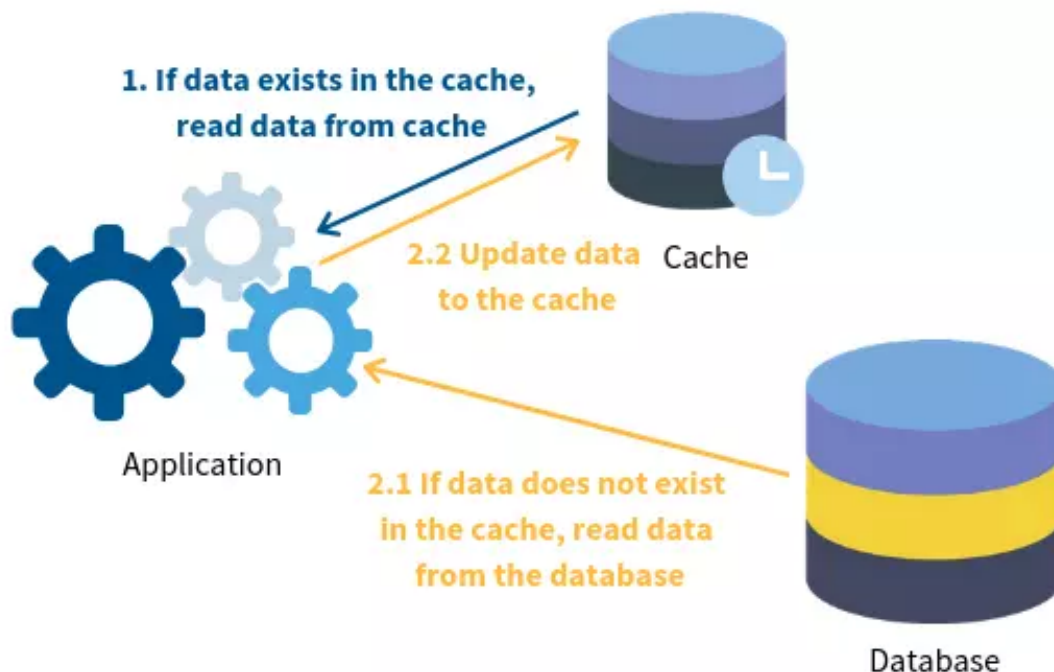 1. If data exists in the cache,
read data from cache
2.2 Update data
to the cache
Cache
Application
2.1 If data does not exist
in the cache, read data
from the database
Database